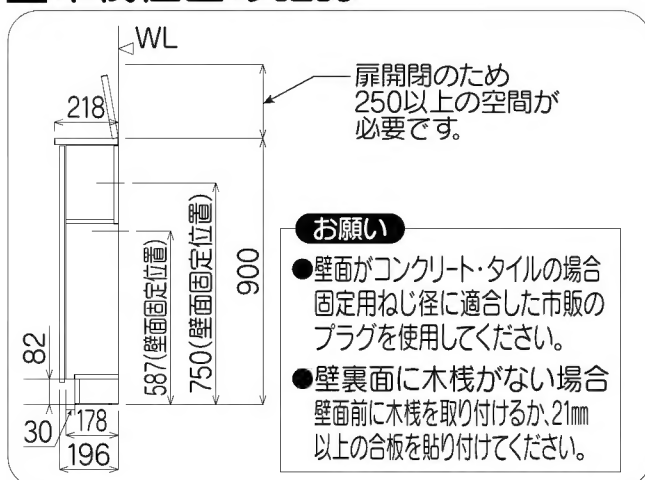 WL
218
扉開閉のため
250以上の空間が
必要です。
900
750(壁面固定位置)
587(壁面固定位置)
82
30
178
196
お願い
●壁面がコンクリート・タイルの場合
固定用ねじ径に適合した市販の
プラグを使用してください。
●壁裏面に木桟がない場合
壁面前に木桟を取り付けるか、21mm
以上の合板を貼り付けてください。